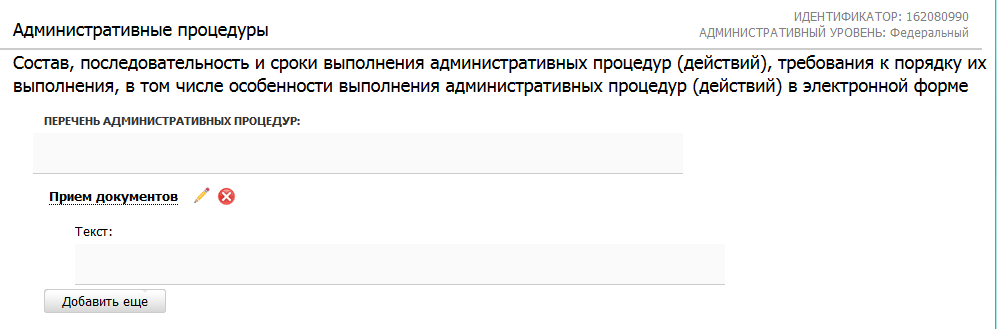 ИДЕНТИФИКАТОР: 162080990
Административные процедуры
АДМИНИСТРАТИВНЫЙ УРОВЕНЬ: Федеральный
Состав, последовательность и сроки выполнения административных процедур (действий), требования к порядку их
выполнения, в том числе особенности выполнения административных процедур (действий) в электронной форме
ПЕРЕЧЕНЬ АДМИНИСТРАТИВНЫХ ПРОЦЕДУР:
Прием документов
Текст:
Добавить еще